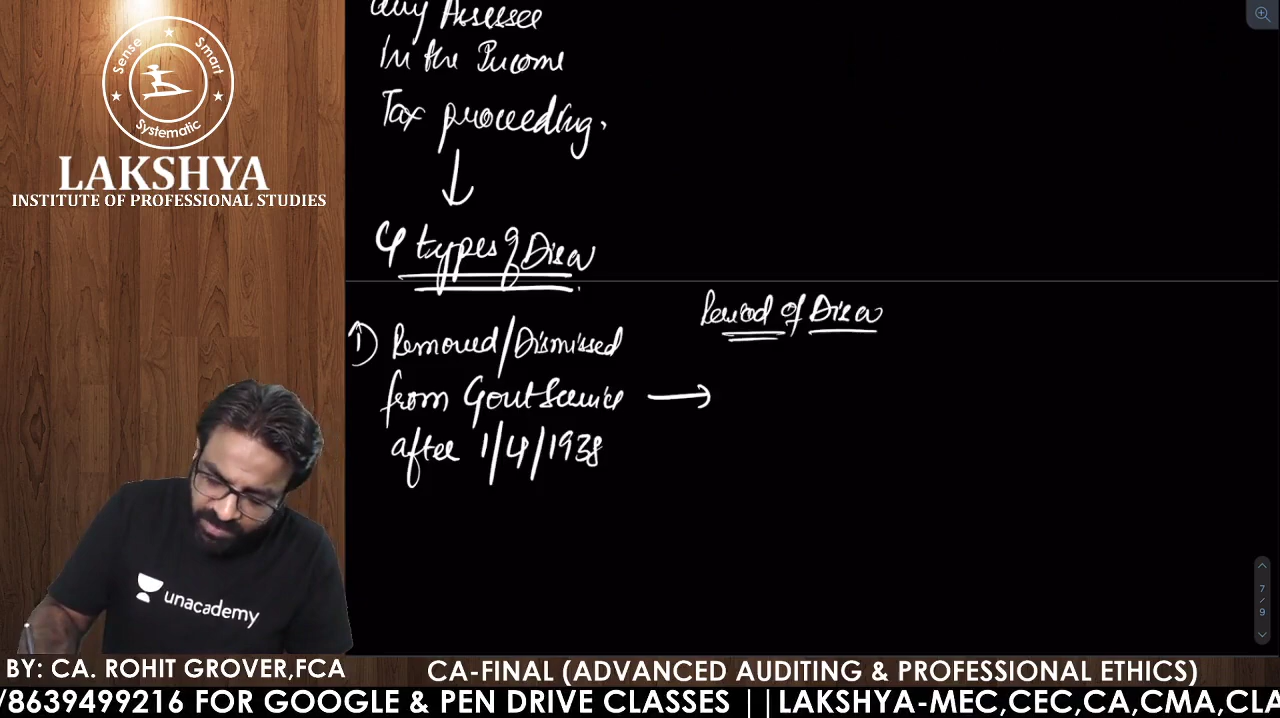 any Assessee
In the Income
Tax proceeding.
4 types of Disq
Period of Disq
1) Removed/Dismissed
from Govt Service
after 1/4/1938
Sense
Smart
Systematic
LAKSHYA
INSTITUTE OF PROFESSIONAL STUDIES
unacademy
7
/
9
BY: CA. ROHIT GROVER,FCA
CA-FINAL (ADVANCED AUDITING & PROFESSIONAL ETHICS)
/8639499216 FOR GOOGLE & PEN DRIVE CLASSES ||LAKSHYA-MEC,CEC,CA,CMA,CLA